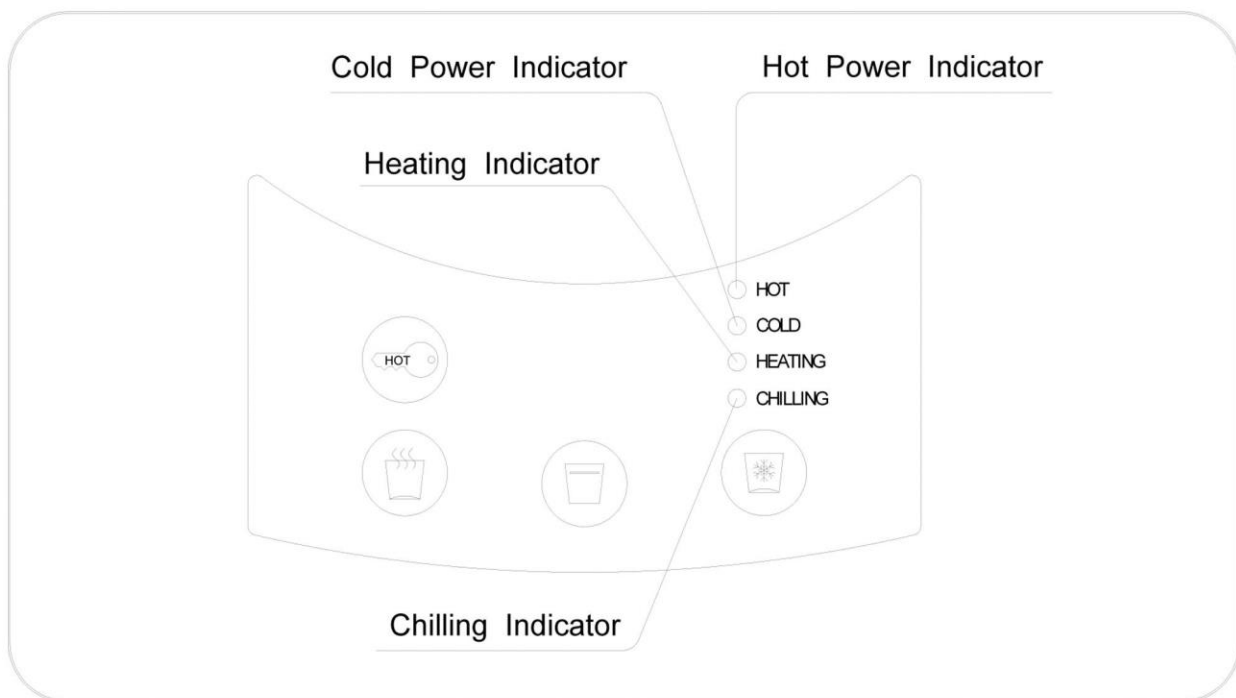 Cold Power Indicator
Hot Power Indicator
Heating Indicator
HOT
COLD
HOT
HEATING
CHILLING
Chilling Indicator